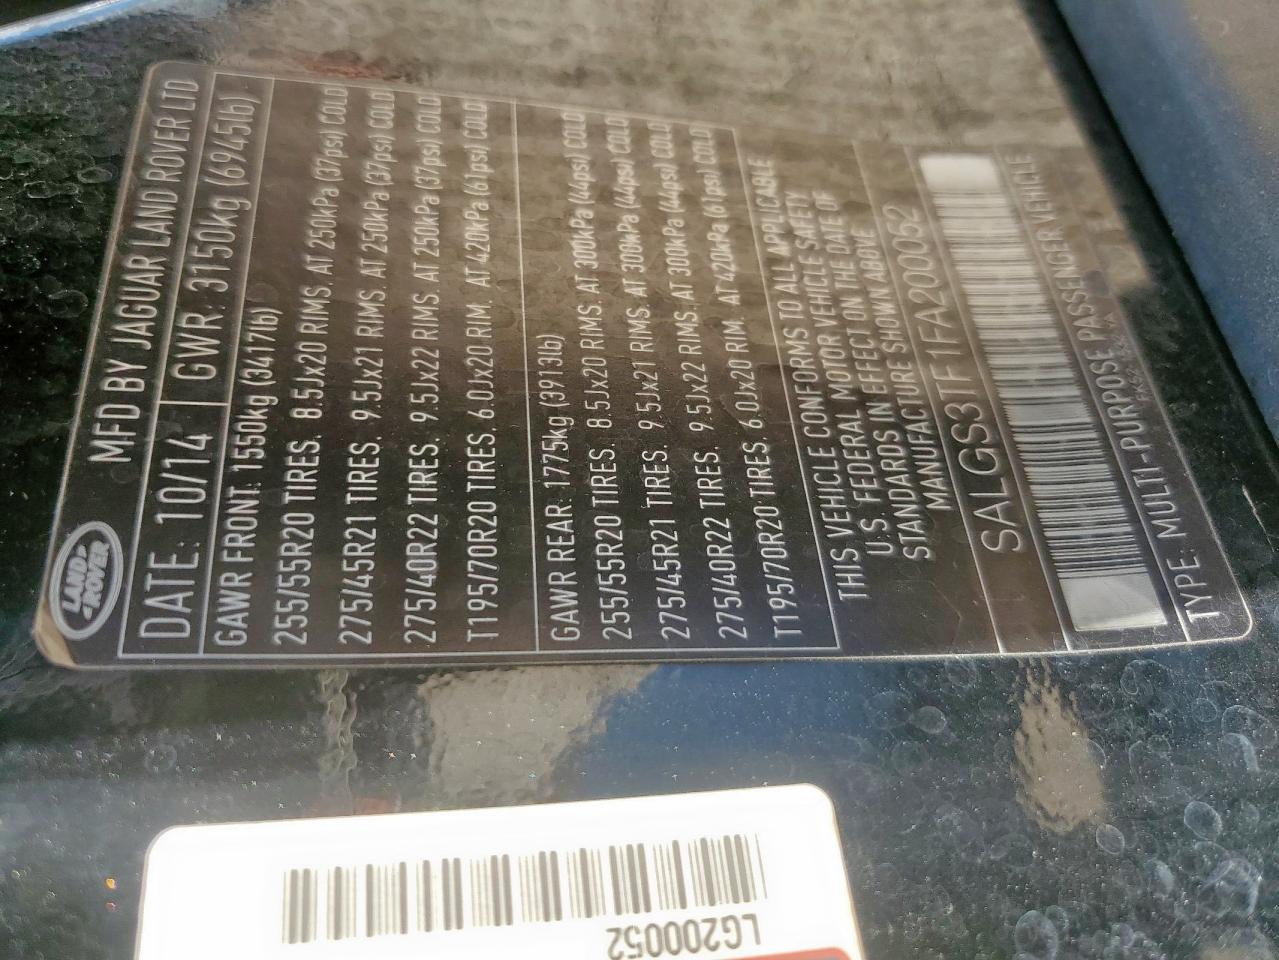 LAND-
-ROVER
MFD BY JAGUAR LAND ROVER LTD
DATE: 10/14 GWR: 3150kg (6945lb)
GAWR FRONT: 1550kg (3417lb)
255/55R20 TIRES. 8.5Jx20 RIMS. AT 250kPa (37psi) COLD
275/45R21 TIRES. 9.5Jx21 RIMS. AT 250kPa (37psi) COLD
275/40R22 TIRES. 9.5Jx22 RIMS. AT 250kPa (37psi) COLD
T195/70R20 TIRES. 6.0Jx20 RIM. AT 420kPa (61psi) COLD
GAWR REAR: 1775kg (3913lb)
255/55R20 TIRES. 8.5Jx20 RIMS. AT 300kPa (44psi) COLD
275/45R21 TIRES. 9.5Jx21 RIMS. AT 300kPa (44psi) COLD
275/40R22 TIRES. 9.5Jx22 RIMS. AT 300kPa (44psi) COLD
T195/70R20 TIRES. 6.0Jx20 RIM. AT 420kPa (61psi) COLD
THIS VEHICLE CONFORMS TO ALL APPLICABLE
U.S. FEDERAL MOTOR VEHICLE SAFETY
STANDARDS IN EFFECT ON THE DATE OF
MANUFACTURE SHOWN ABOVE
SALGS3TF1FA200052
TYPE: MULTI-PURPOSE PASSENGER VEHICLE
LG200052